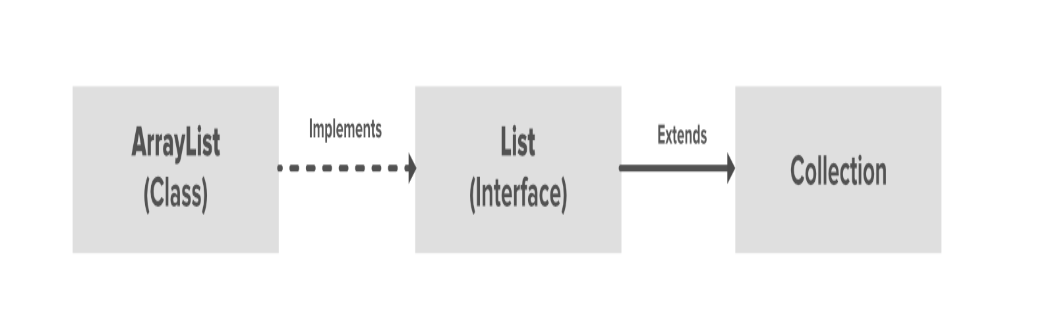 ArrayList
(Class)
Implements
List
(Interface)
Extends
Collection